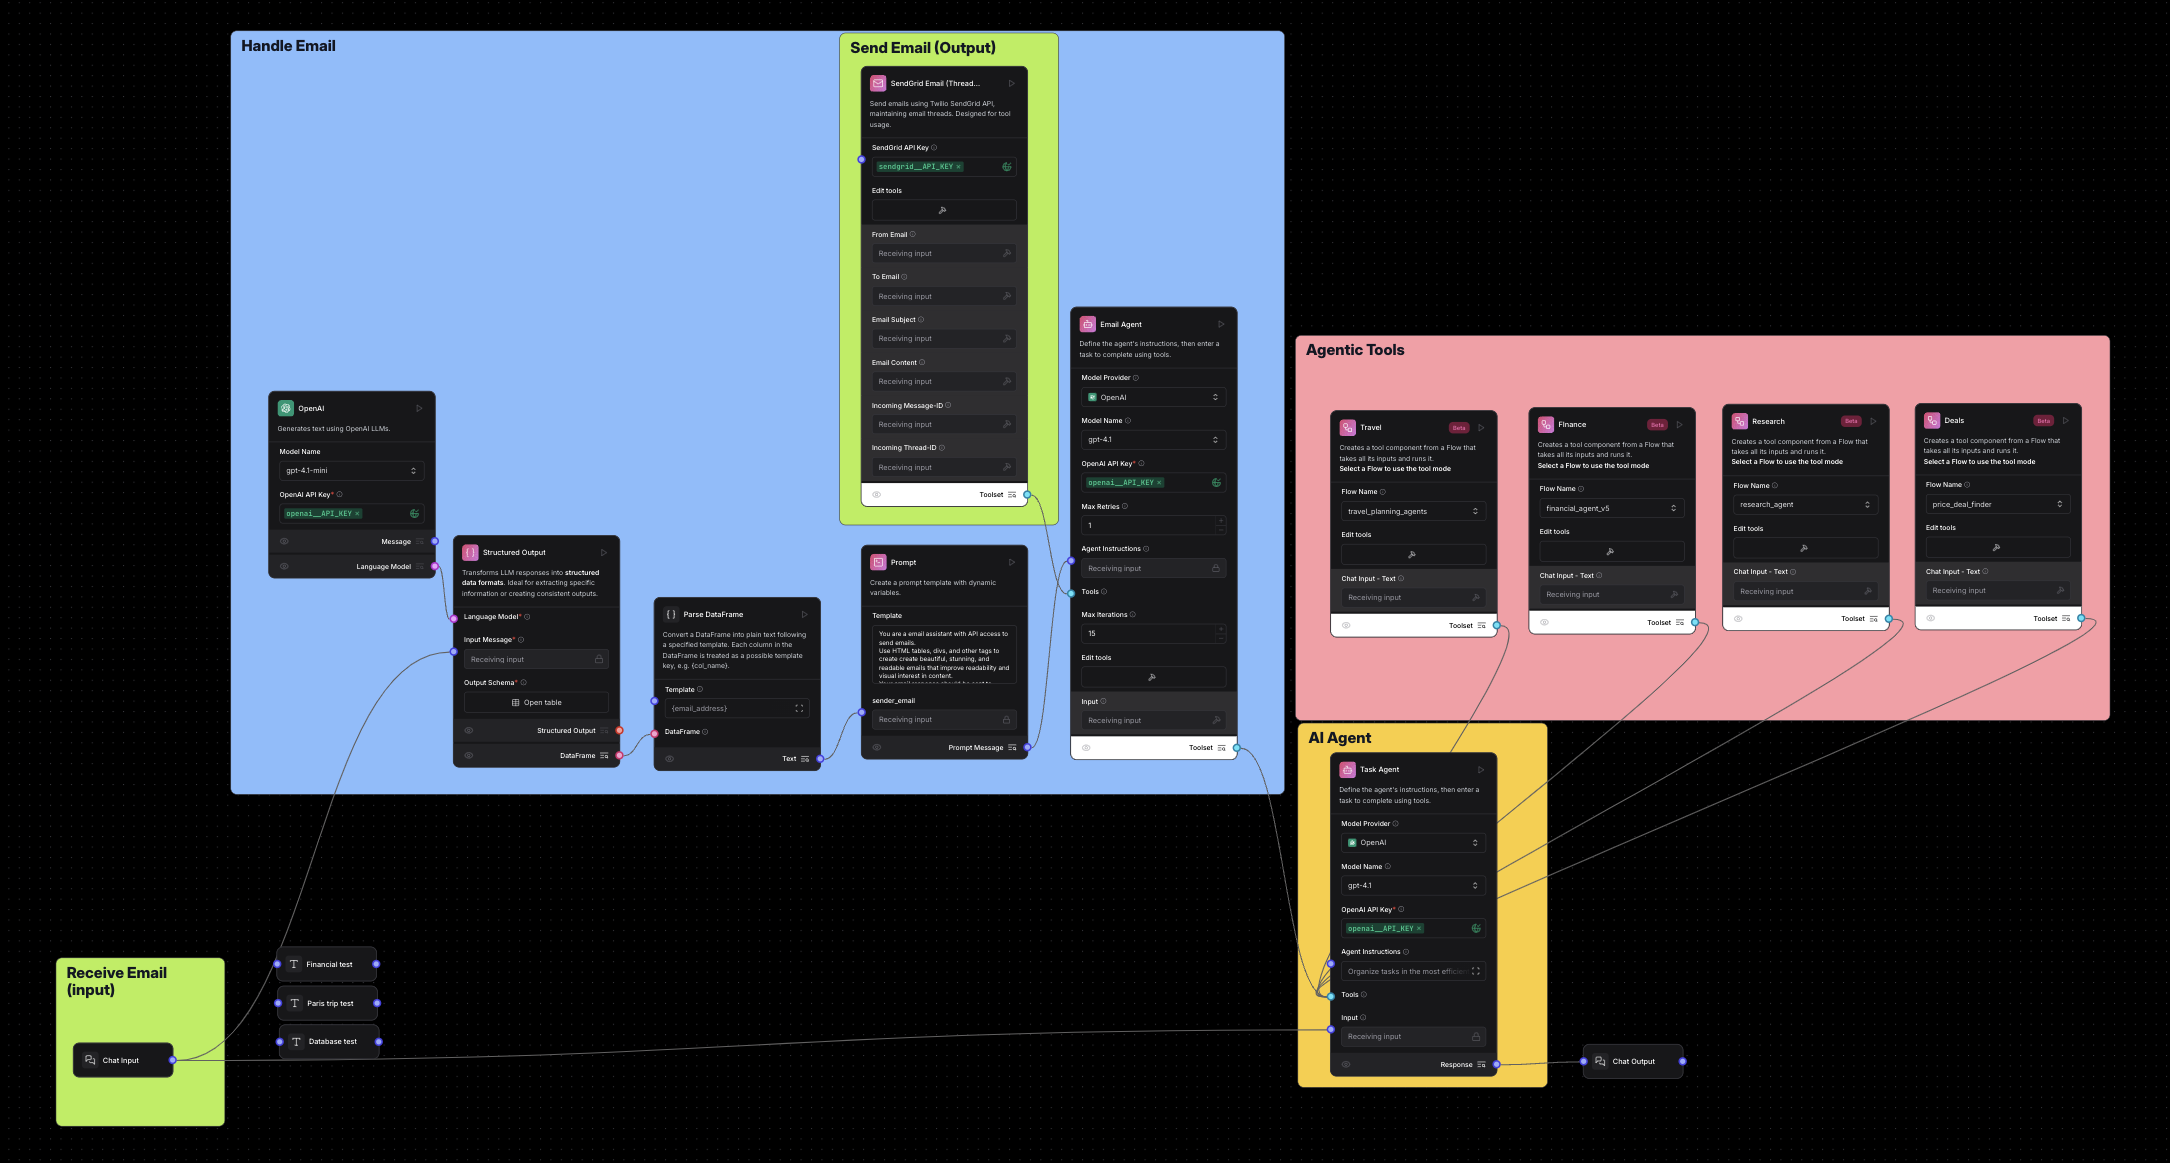 Handle Email
Send Email (Output)
SendGrid Email (Thread...
Send emails using Twilio SendGrid API,
maintaining email threads. Designed for tool
usage.
SendGrid API Key
sendgrid__API_KEY ×
Edit tools
From Email
Receiving input
To Email
Receiving input
Email Subject
Receiving input
Email Content
Receiving input
Incoming Message-ID
Receiving input
Incoming Thread-ID
Receiving input
Toolset
OpenAI
Generates text using OpenAI LLMs.
Model Name
gpt-4.1-mini
OpenAI API Key*
openai__API_KEY ×
Message
Language Model
Structured Output
Transforms LLM responses into structured
data formats. Ideal for extracting specific
information or creating consistent outputs.
Language Model*
Input Message*
Receiving input
Output Schema*
Open table
Structured Output
DataFrame
Parse DataFrame
Convert a DataFrame into plain text following
a specified template. Each column in the
DataFrame is treated as a possible template
key, e.g. {col_name}.
Template
{email_address}
DataFrame
Text
Prompt
Create a prompt template with dynamic
variables.
Template
You are a email assistant with API access to
send emails.
Use HTML tables, divs, and other tags to
create create beautiful, stunning, and
readable emails that improve readability and
visual interest in content.
sender_email
Receiving input
Prompt Message
Email Agent
Define the agent's instructions, then enter a
task to complete using tools.
Model Provider
OpenAI
Model Name
gpt-4.1
OpenAI API Key*
openai__API_KEY ×
Max Retries
1
Agent Instructions
Receiving input
Tools
Max Iterations
15
Edit tools
Input
Receiving input
Toolset
Agentic Tools
Travel
Beta
Creates a tool component from a Flow that
takes all its inputs and runs it.
Select a Flow to use the tool mode
Flow Name
travel_planning_agents
Edit tools
Chat Input - Text
Receiving input
Toolset
FInance
Beta
Creates a tool component from a Flow that
takes all its inputs and runs it.
Select a Flow to use the tool mode
Flow Name
financial_agent_v5
Edit tools
Chat Input - Text
Receiving input
Toolset
Research
Beta
Creates a tool component from a Flow that
takes all its inputs and runs it.
Select a Flow to use the tool mode
Flow Name
research_agent
Edit tools
Chat Input - Text
Receiving input
Toolset
Deals
Beta
Creates a tool component from a Flow that
takes all its inputs and runs it.
Select a Flow to use the tool mode
Flow Name
price_deal_finder
Edit tools
Chat Input - Text
Receiving input
Toolset
AI Agent
Task Agent
Define the agent's instructions, then enter a
task to complete using tools.
Model Provider
OpenAI
Model Name
gpt-4.1
OpenAI API Key*
openai__API_KEY ×
Agent Instructions
Organize tasks in the most efficien
Tools
Input
Receiving input
Response
Receive Email
(input)
Chat Input
Financial test
Paris trip test
Database test
Chat Output